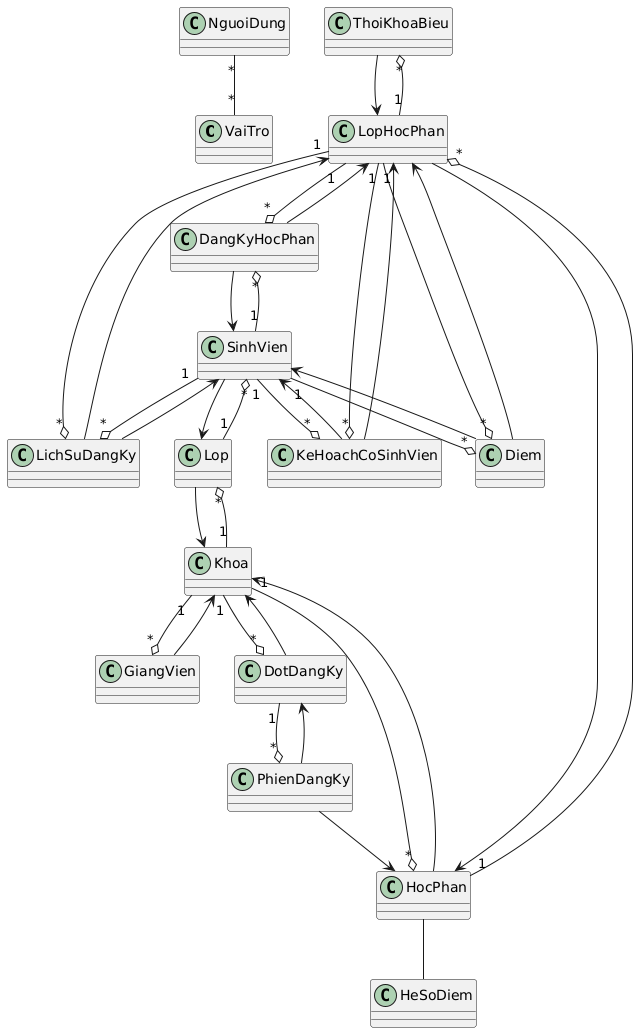 C NguoiDung
C ThoiKhoaBieu
*
*
*
1
C VaiTro
C LopHocPhan
1
1
1
1
*
*
C DangKyHocPhan
*
1
C SinhVien
1
*
1
1
*
*
1
*
*
*
*
C LichSuDangKy
C Lop
C KeHoachCoSinhVien
C Diem
*
1
C Khoa
1
1
1
*
*
C GiangVien
C DotDangKy
1
*
C PhienDangKy
*
1
C HocPhan
C HeSoDiem